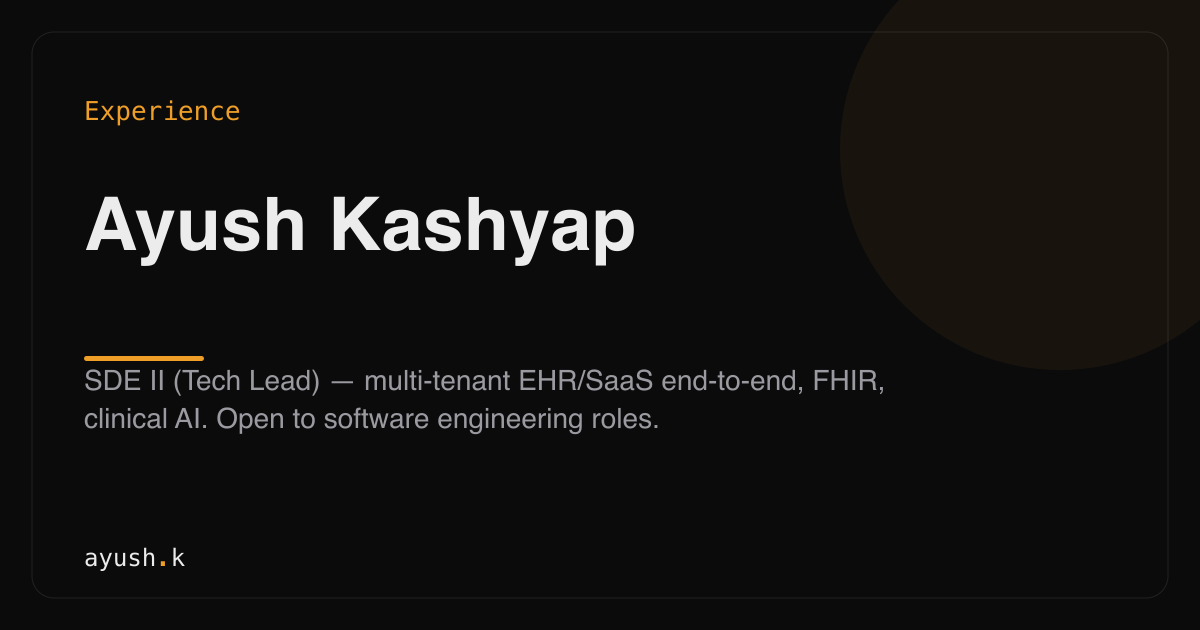 Experience
Ayush Kashyap
SDE II (Tech Lead) — multi-tenant EHR/SaaS end-to-end, FHIR,
clinical AI. Open to software engineering roles.
ayush.k